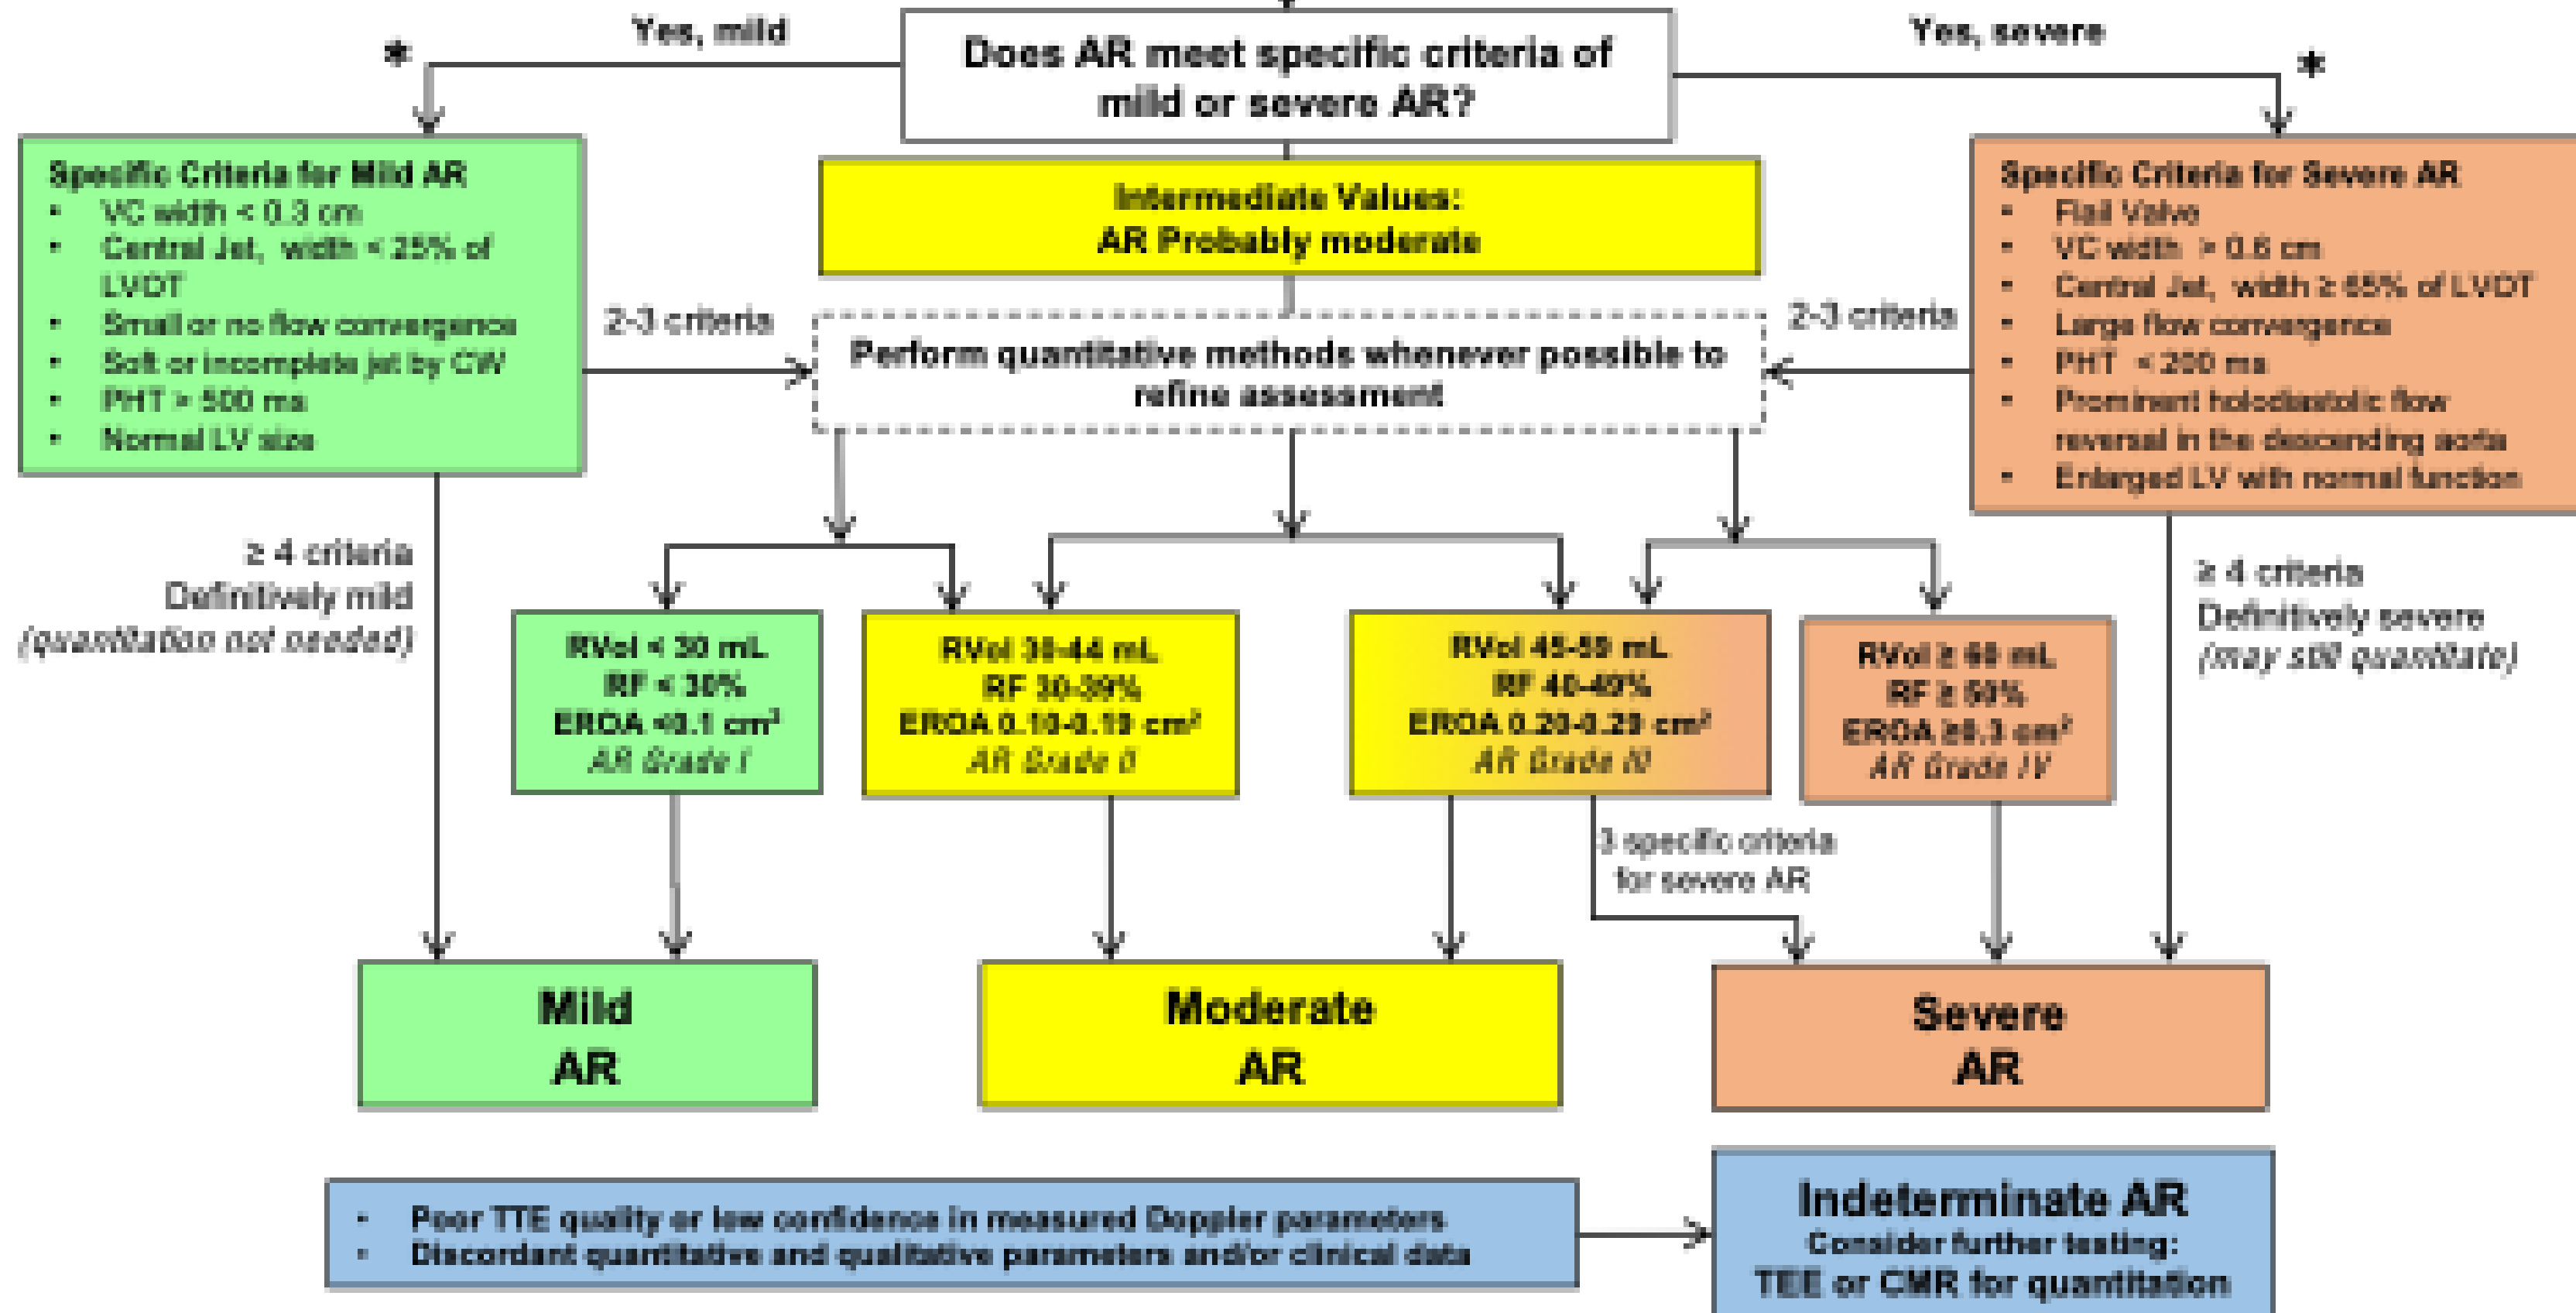 Yes, mild
Does AR meet specific criteria of
mild or severe AR?
Yes, severe
*
*
Specific Criteria for Mild AR
• VC width < 0.3 cm
• Central Jet, width < 25% of
LVOT
• Small or no flow convergence
• Soft or incomplete jet by CW
• PHT > 500 ms
• Normal LV size
Intermediate Values:
AR Probably moderate
Specific Criteria for Severe AR
• Flail Valve
• VC width > 0.6 cm
• Central Jet, width ≥ 65% of LVOT
• Large flow convergence
• PHT < 200 ms
• Prominent holodiastolic flow
reversal in the descending aorta
• Enlarged LV with normal function
2-3 criteria
Perform quantitative methods whenever possible to
refine assessment
2-3 criteria
≥ 4 criteria
Definitively mild
(quantitation not needed)
≥ 4 criteria
Definitively severe
(may still quantitate)
RVol < 30 mL
RF < 30%
EROA <0.1 cm²
AR Grade I
RVol 30-44 mL
RF 30-39%
EROA 0.10-0.19 cm²
AR Grade II
RVol 45-59 mL
RF 40-49%
EROA 0.20-0.29 cm²
AR Grade III
RVol ≥ 60 mL
RF ≥ 50%
EROA ≥0.3 cm²
AR Grade IV
3 specific criteria
for severe AR
Mild
AR
Moderate
AR
Severe
AR
• Poor TTE quality or low confidence in measured Doppler parameters
• Discordant quantitative and qualitative parameters and/or clinical data
Indeterminate AR
Consider further testing:
TEE or CMR for quantitation